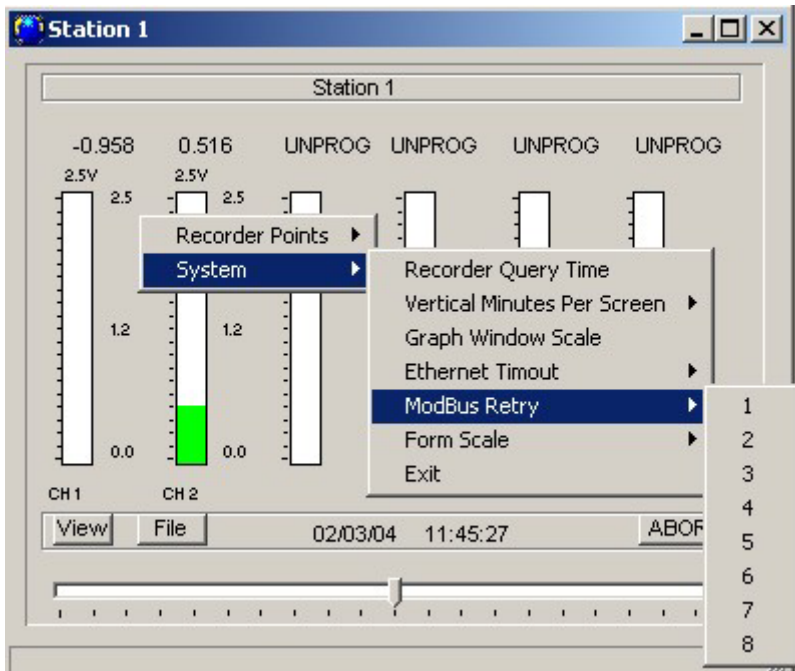 Station 1
Station 1
-0.958 0.516 UNPROG UNPROG UNPROG UNPROG
2.5V 2.5V
2.5 2.5
Recorder Points
System
Recorder Query Time
Vertical Minutes Per Screen
Graph Window Scale
Ethernet Timout
ModBus Retry
Form Scale
Exit
1
2
3
4
5
6
7
8
1.2 1.2
0.0 0.0
CH 1 CH 2
View File 02/03/04 11:45:27 ABOR